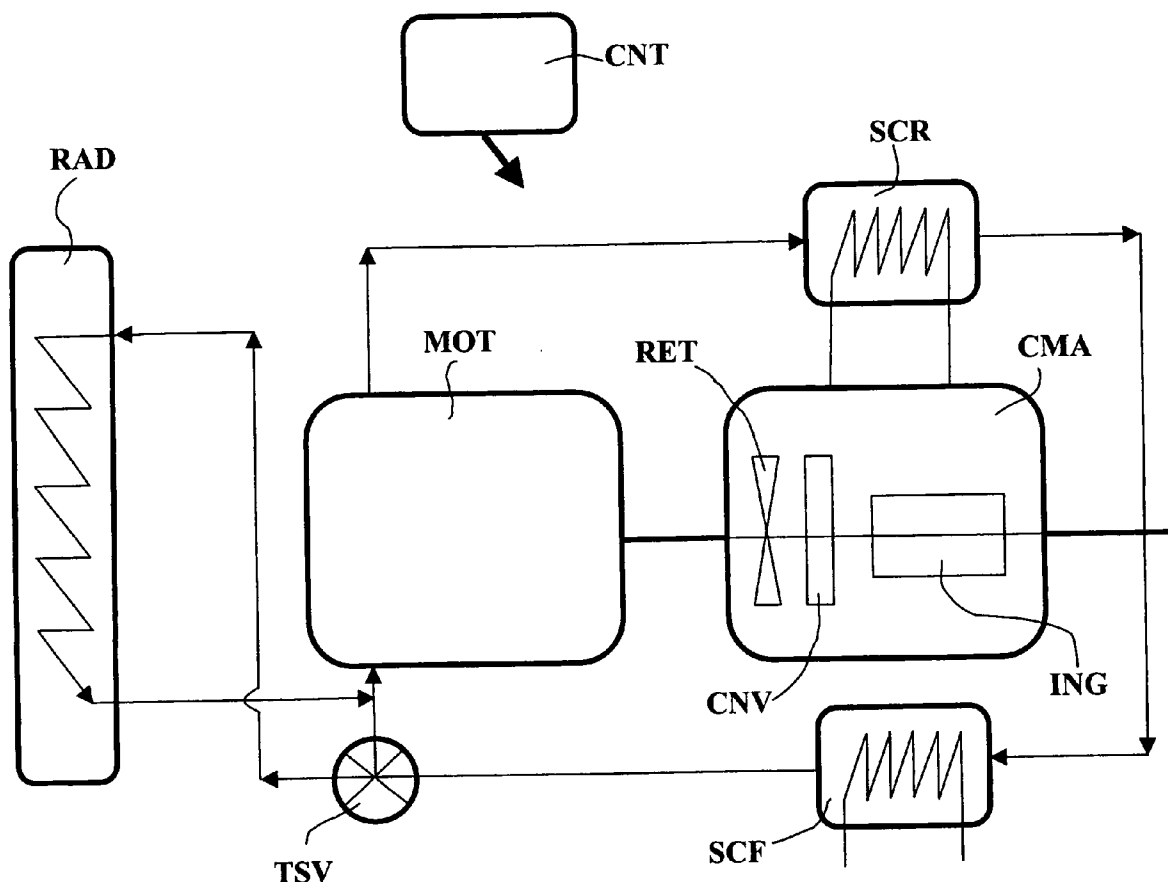 CNT
SCR
RAD
MOT
RET
CMA
CNV
ING
SCF
TSV